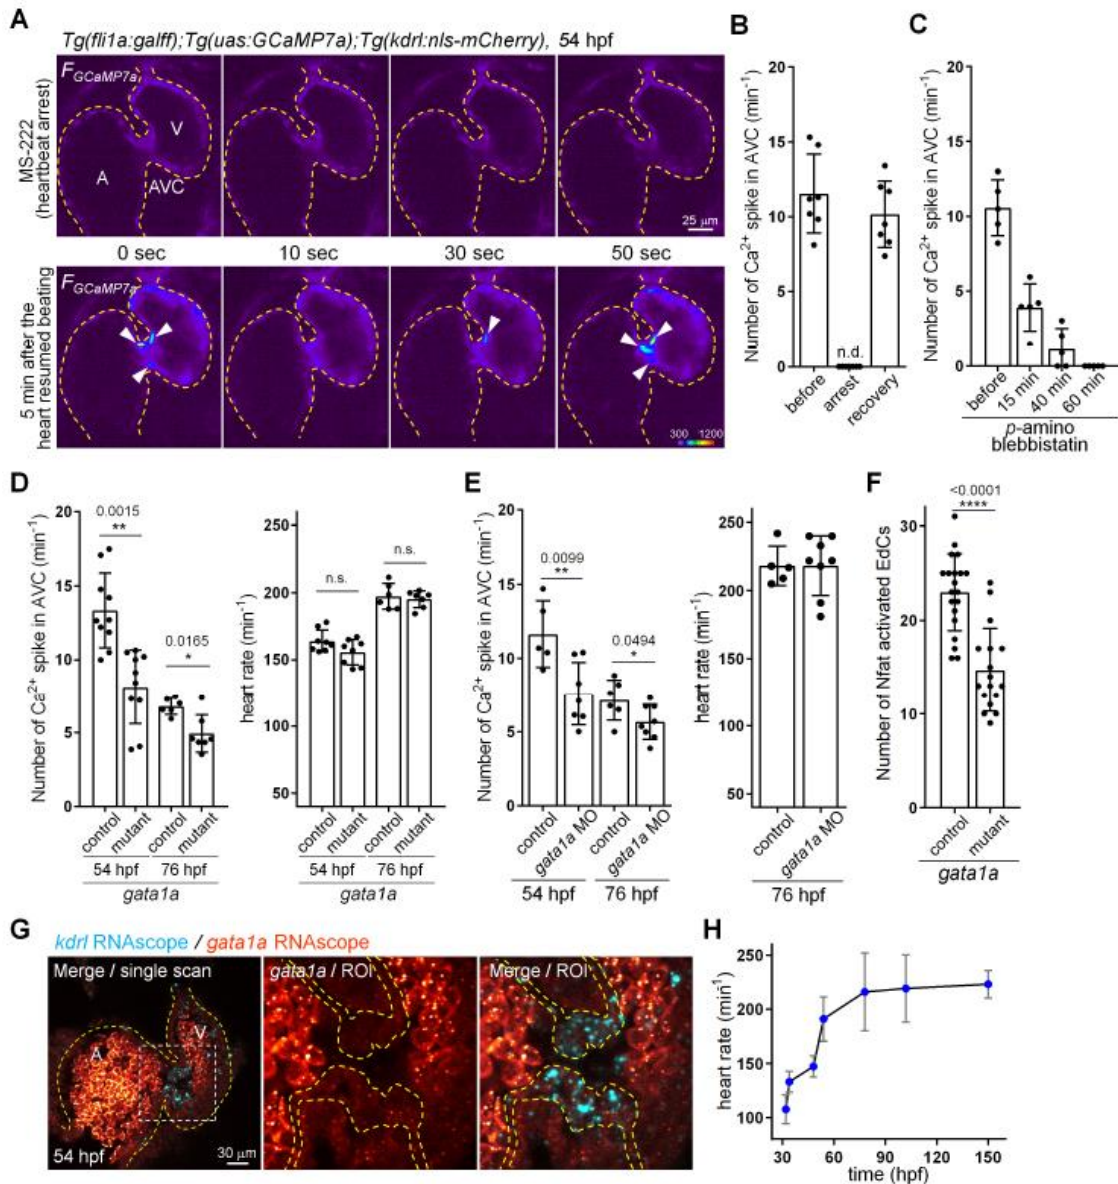 A
Tg(fli1a:galff);Tg(uas:GCaMP7a);Tg(kdrl:nls-mCherry), 54 hpf
MS-222
(heartbeat arrest)
FGCaMP7a
V
A
AVC
25 µm
0 sec
10 sec
30 sec
50 sec
5 min after the
heart resumed beating
FGCaMP7a
300 1200
B
Number of Ca2+ spike in AVC (min-1)
20
15
10
5
0
n.d.
before
arrest
recovery
C
Number of Ca2+ spike in AVC (min-1)
20
15
10
5
0
before
15 min
40 min
60 min
p-amino
blebbistatin
D
Number of Ca2+ spike in AVC (min-1)
20
15
10
5
0
0.0015
**
0.0165
*
control
mutant
control
mutant
54 hpf
76 hpf
gata1a
heart rate (min-1)
250
200
150
100
50
n.s.
n.s.
control
mutant
control
mutant
54 hpf
76 hpf
gata1a
E
Number of Ca2+ spike in AVC (min-1)
20
15
10
5
0
0.0099
**
0.0494
*
control
gata1a MO
control
gata1a MO
54 hpf
76 hpf
heart rate (min-1)
250
200
150
100
50
control
gata1a MO
76 hpf
F
Number of Nfat activated EdCs
30
20
10
0
<0.0001
****
control
mutant
gata1a
G
kdrl RNAscope / gata1a RNAscope
Merge / single scan
A
V
54 hpf
30 µm
gata1a / ROI
Merge / ROI
H
heart rate (min-1)
250
200
150
100
30
60
90
120
150
time (hpf)